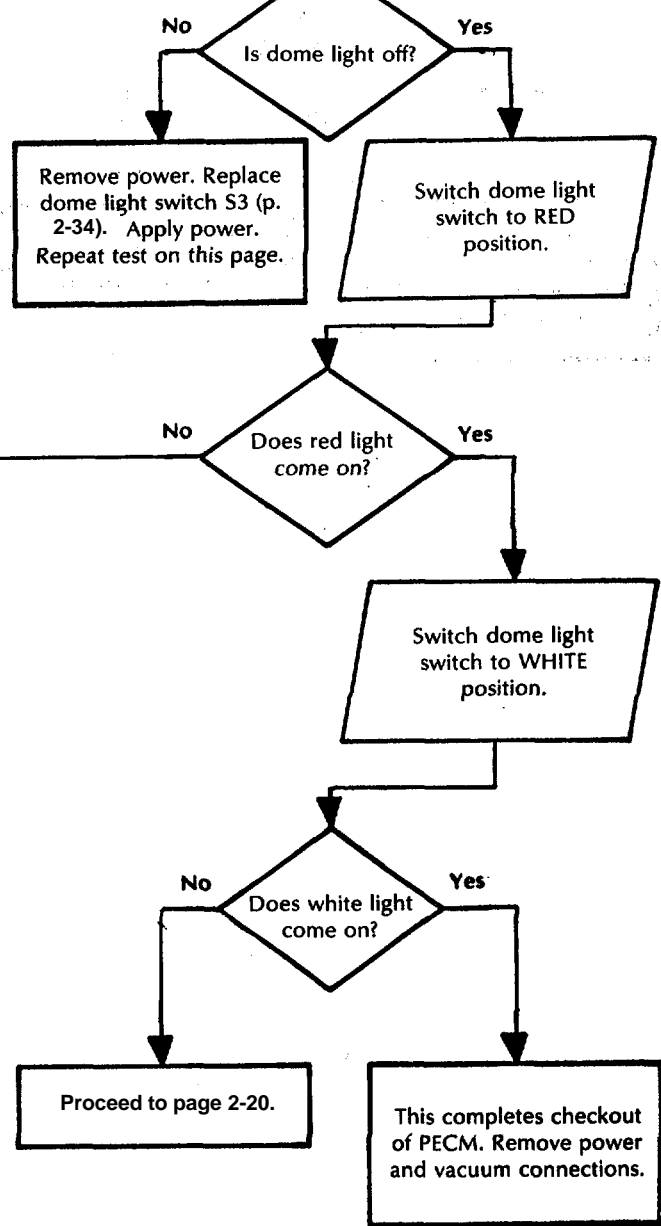 No
Yes
Is dome light off?
Remove power. Replace
dome light switch S3 (p.
2-34). Apply power.
Repeat test on this page.
Switch dome light
switch to RED
position.
No
Yes
Does red light
come on?
Switch dome light
switch to WHITE
position.
No
Yes
Does white light
come on?
Proceed to page 2-20.
This completes checkout
of PECM. Remove power
and vacuum connections.